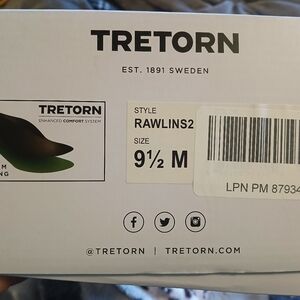 TRETORN
EST. 1891 SWEDEN
TRETORN
ENHANCED COMFORT SYSTEM
M
NG
STYLE
RAWLINS2
SIZE
9½ M
LPN PM 87934
@TRETORN | TRETORN.COM